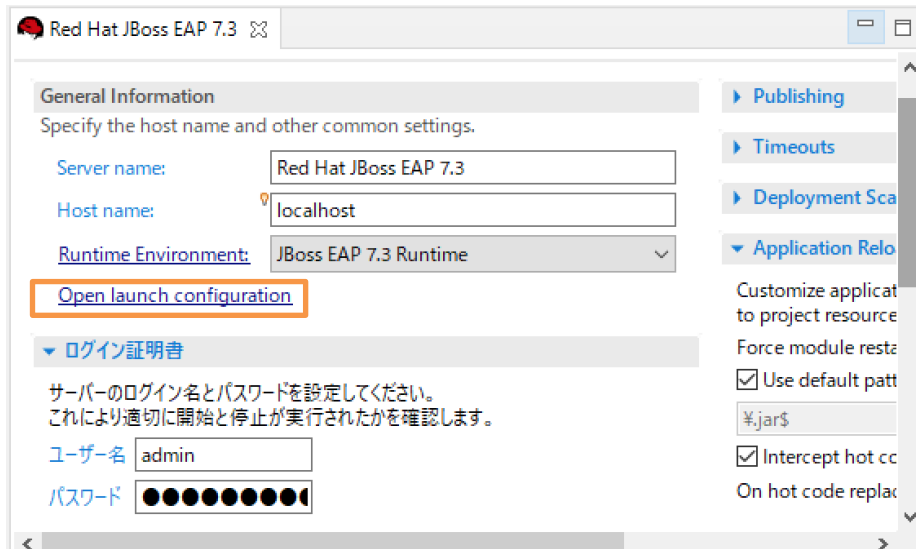 Red Hat JBoss EAP 7.3
General Information
Specify the host name and other common settings.
Server name: Red Hat JBoss EAP 7.3
Host name: localhost
Runtime Environment: JBoss EAP 7.3 Runtime
Open launch configuration
ログイン証明書
サーバーのログイン名とパスワードを設定してください。
これにより適切に開始と停止が実行されたかを確認します。
ユーザー名 admin
パスワード ●●●●●●●●●
Publishing
Timeouts
Deployment Sca
Application Relo
Customize applicat
to project resource
Force module resta
Use default patt
¥.jar$
Intercept hot co
On hot code replac